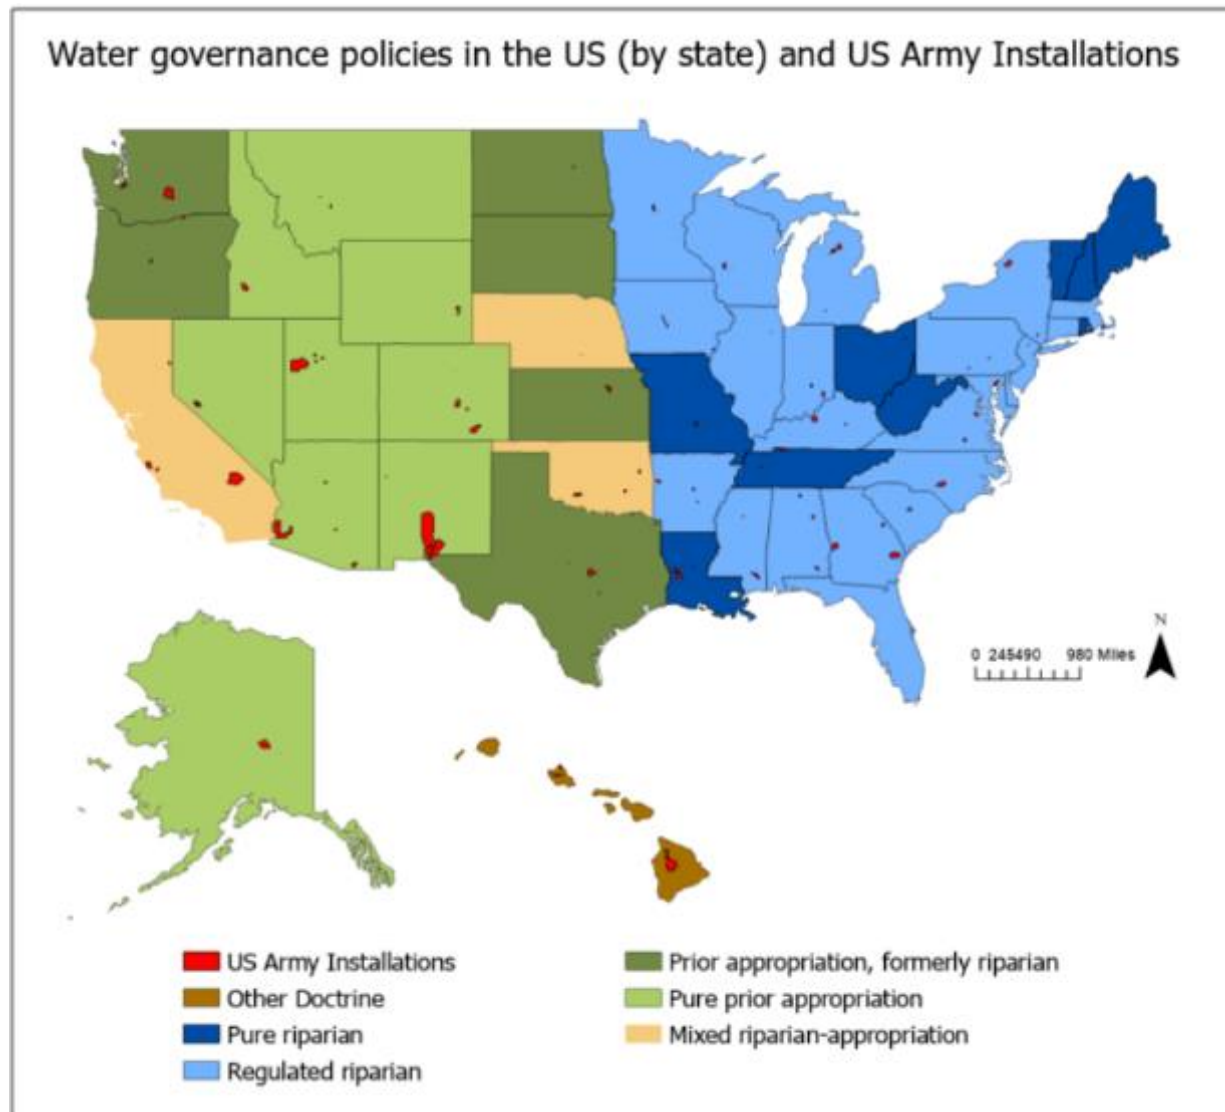 Water governance policies in the US (by state) and US Army Installations
N
0 245490 980 Miles
US Army Installations
Other Doctrine
Pure riparian
Regulated riparian
Prior appropriation, formerly riparian
Pure prior appropriation
Mixed riparian-appropriation